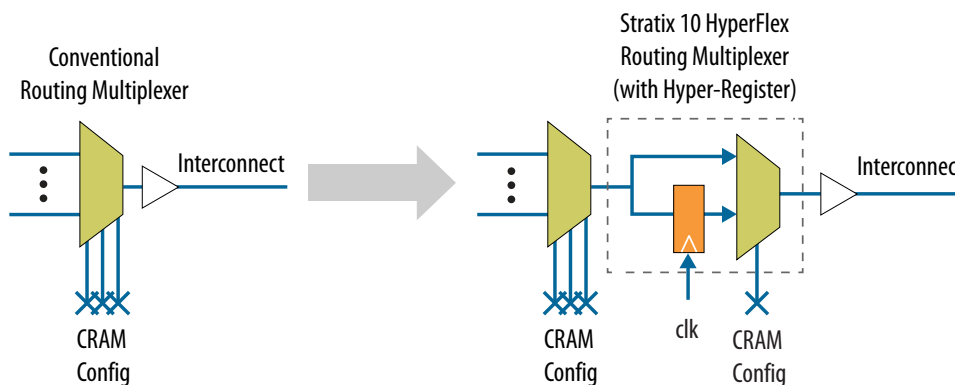 Conventional
Routing Multiplexer
Interconnect
CRAM
Config
Stratix 10 HyperFlex
Routing Multiplexer
(with Hyper-Register)
Interconnect
CRAM
Config
clk
CRAM
Config